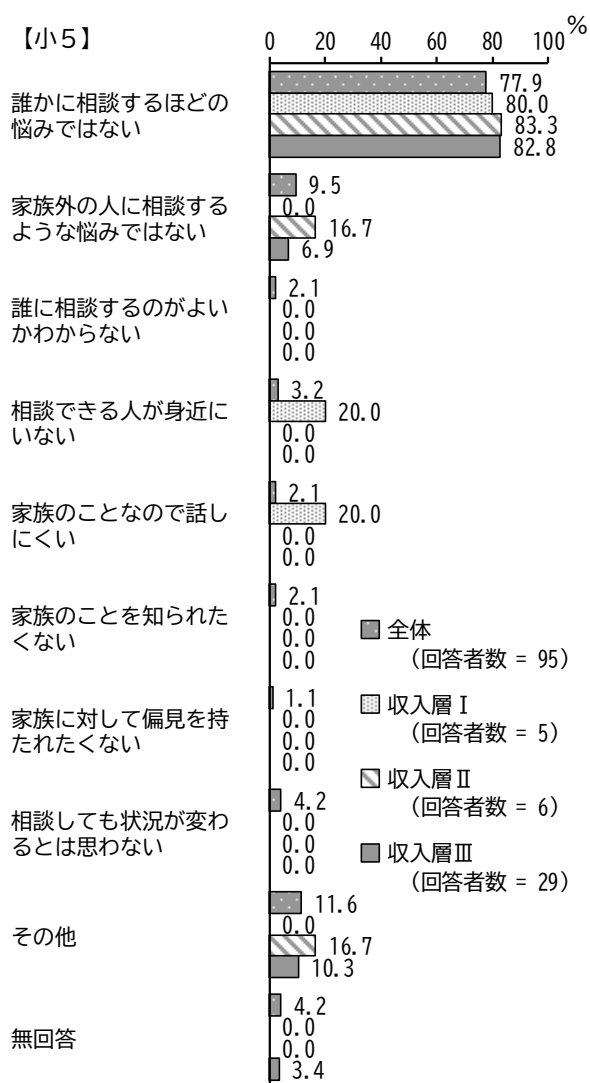 【小５】
0 20 40 60 80 100 %
誰かに相談するほどの
悩みではない
77.9
80.0
83.3
82.8
家族外の人に相談する
ような悩みではない
9.5
0.0
16.7
6.9
誰に相談するのがよい
かわからない
2.1
0.0
0.0
0.0
相談できる人が身近に
いない
3.2
20.0
0.0
0.0
家族のことなので話し
にくい
2.1
20.0
0.0
0.0
家族のことを知られた
くない
2.1
0.0
0.0
0.0
家族に対して偏見を持
たれたくない
1.1
0.0
0.0
0.0
相談しても状況が変わ
るとは思わない
4.2
0.0
0.0
0.0
その他
11.6
0.0
16.7
10.3
無回答
4.2
0.0
0.0
3.4
全体
（回答者数 = 95）
収入層Ⅰ
（回答者数 = 5）
収入層Ⅱ
（回答者数 = 6）
収入層Ⅲ
（回答者数 = 29）